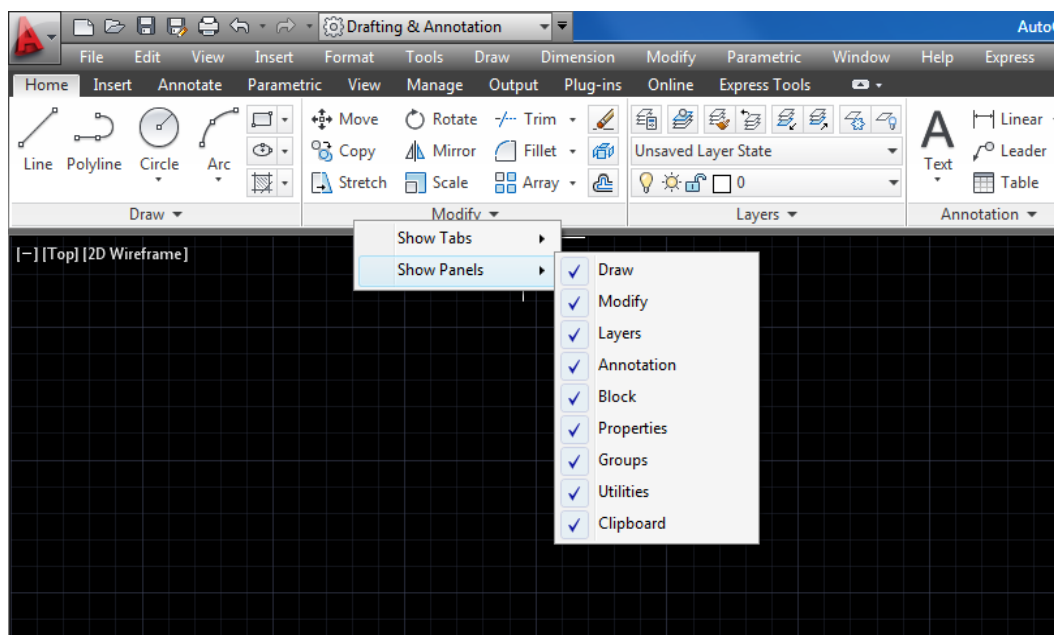 Drafting & Annotation
Auto
File Edit View Insert Format Tools Draw Dimension Modify Parametric Window Help Express
Home Insert Annotate Parametric View Manage Output Plug-ins Online Express Tools
Move Rotate Trim Linear
Copy Mirror Fillet Unsaved Layer State Leader
Line Polyline Circle Arc Text
Stretch Scale Array 0 Table
Draw Modify Layers Annotation
Show Tabs
[−] [Top] [2D Wireframe]
Show Panels
Draw
Modify
Layers
Annotation
Block
Properties
Groups
Utilities
Clipboard